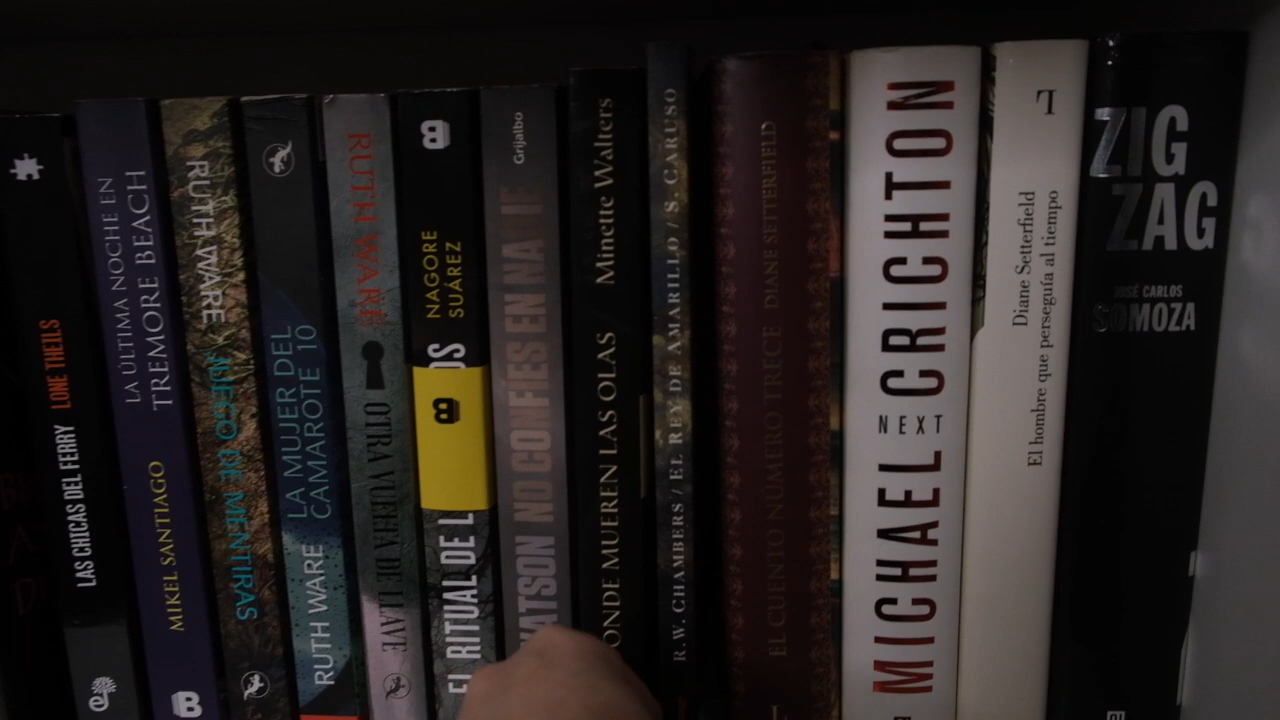 LAS CHICAS DEL FERRY LONE THEILS
MIKEL SANTIAGO
LA ÚLTIMA NOCHE EN
TREMORE BEACH
B
RUTH WARE JUEGO DE MENTIRAS
RUTH WARE
LA MUJER DEL
CAMAROTE 10
RUTH WARE OTRA VUELTA DE LLAVE
B
NAGORE
SUÁREZ
EL RITUAL DE L OS
B
Grijalbo
WATSON NO CONFÍES EN NA IE
ONDE MUEREN LAS OLAS Minette Walters
R.W. CHAMBERS / EL REY DE AMARILLO / S. CARUSO
EL CUENTO NÚMERO TRECE DIANE SETTERFIELD
MICHAEL CRICHTON
NEXT
L
Diane Setterfield
El hombre que perseguía al tiempo
ZIG
ZAG
JOSÉ CARLOS
SOMOZA